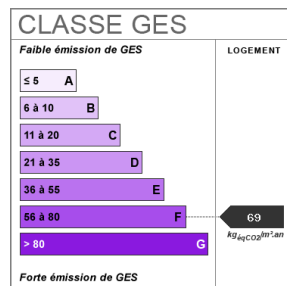 CLASSE GES
Faible émission de GES
LOGEMENT
≤ 5 A
6 à 10 B
11 à 20 C
21 à 35 D
36 à 55 E
56 à 80 F
69
kgéqCO2/m².an
> 80 G
Forte émission de GES